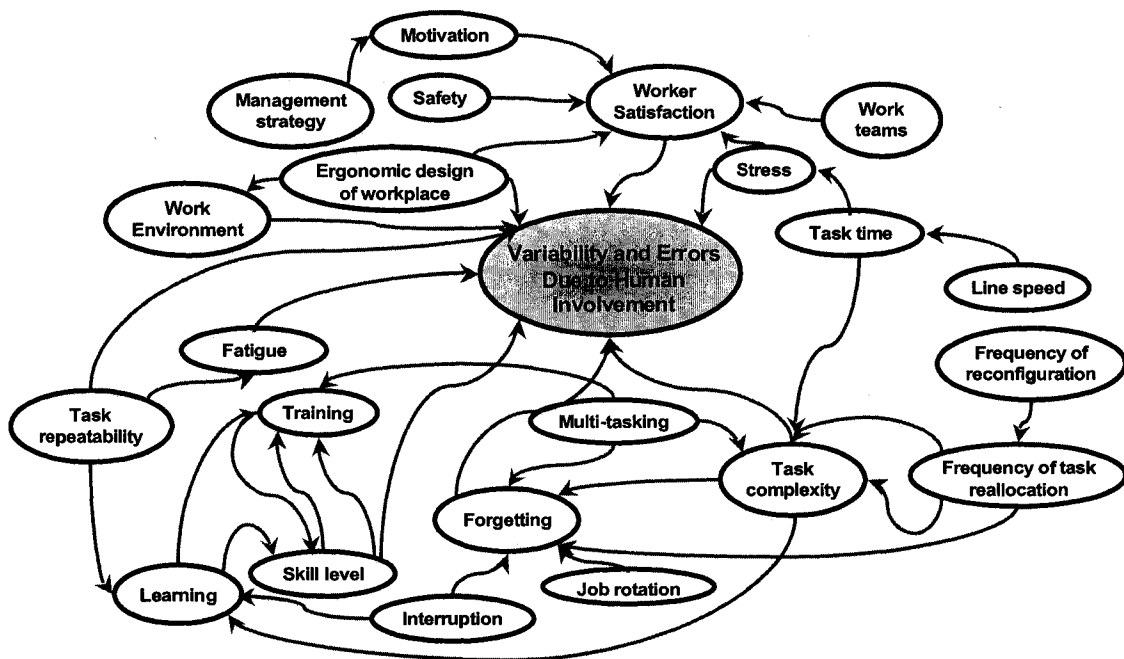 Motivation
Management
strategy
Safety
Worker
Satisfaction
Work
teams
Ergonomic design
of workplace
Stress
Work
Environment
Task time
Variability and Errors
Due to Human
Involvement
Line speed
Fatigue
Frequency of
reconfiguration
Task
repeatability
Training
Multi-tasking
Task
complexity
Frequency of task
reallocation
Forgetting
Skill level
Job rotation
Learning
Interruption